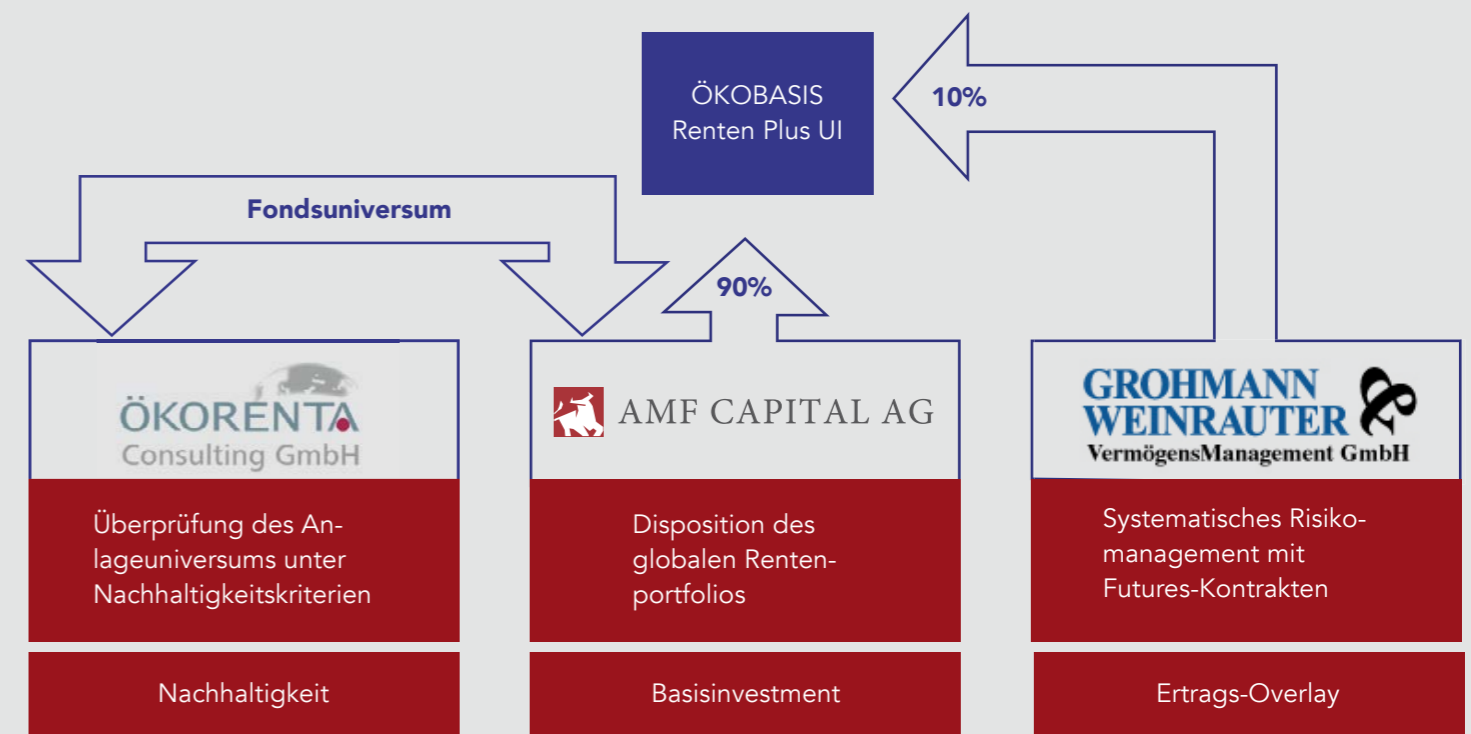 ÖKOBASIS
Renten Plus UI
10%
Fondsuniversum
90%
ÖKORENTA
Consulting GmbH
AMF CAPITAL AG
GROHMANN
WEINRAUTER
VermögensManagement GmbH
Überprüfung des An-
lageuniversums unter
Nachhaltigkeitskriterien
Disposition des
globalen Renten-
portfolios
Systematisches Risiko-
management mit
Futures-Kontrakten
Nachhaltigkeit
Basisinvestment
Ertrags-Overlay